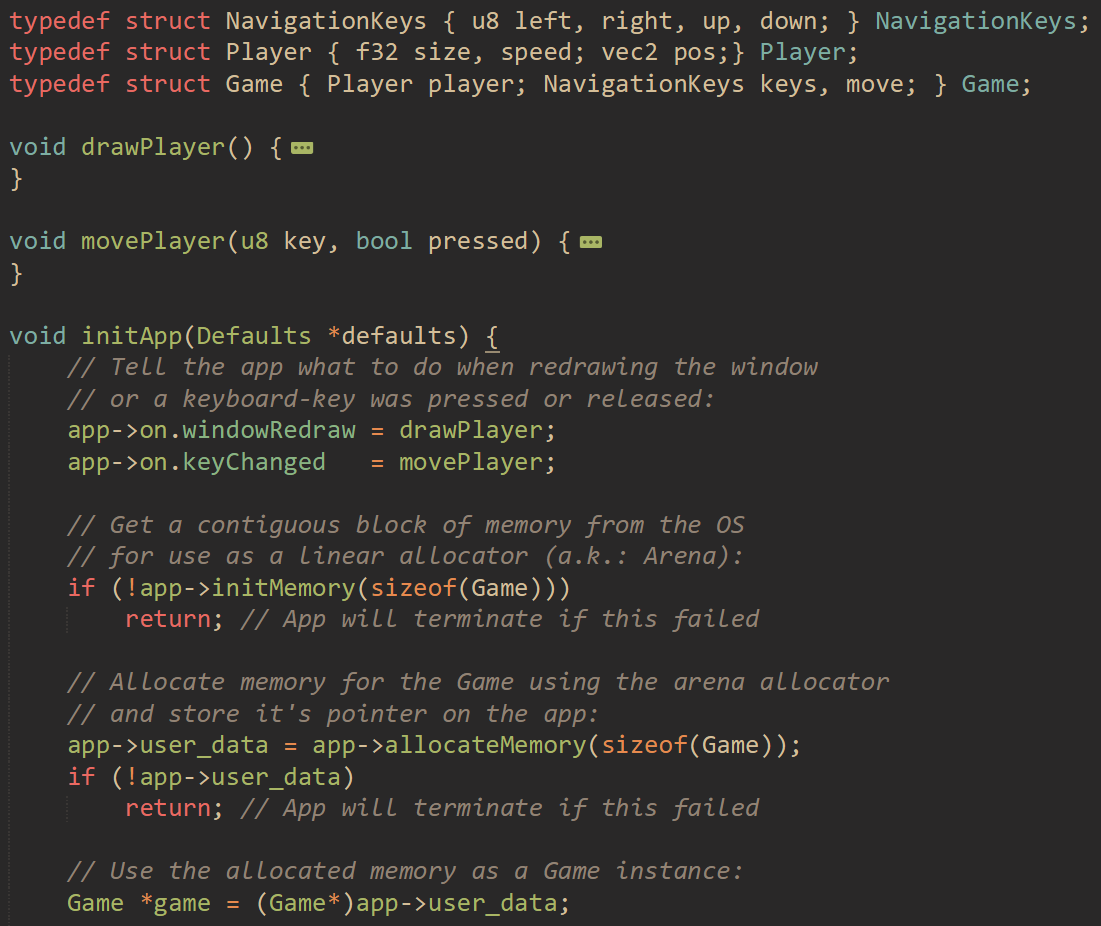 typedef struct NavigationKeys { u8 left, right, up, down; } NavigationKeys;
typedef struct Player { f32 size, speed; vec2 pos;} Player;
typedef struct Game { Player player; NavigationKeys keys, move; } Game;

void drawPlayer() { ...
}

void movePlayer(u8 key, bool pressed) { ...
}

void initApp(Defaults *defaults) {
    // Tell the app what to do when redrawing the window
    // or a keyboard-key was pressed or released:
    app->on.windowRedraw = drawPlayer;
    app->on.keyChanged   = movePlayer;

    // Get a contiguous block of memory from the OS
    // for use as a linear allocator (a.k.: Arena):
    if (!app->initMemory(sizeof(Game)))
        return; // App will terminate if this failed

    // Allocate memory for the Game using the arena allocator
    // and store it's pointer on the app:
    app->user_data = app->allocateMemory(sizeof(Game));
    if (!app->user_data)
        return; // App will terminate if this failed

    // Use the allocated memory as a Game instance:
    Game *game = (Game*)app->user_data;